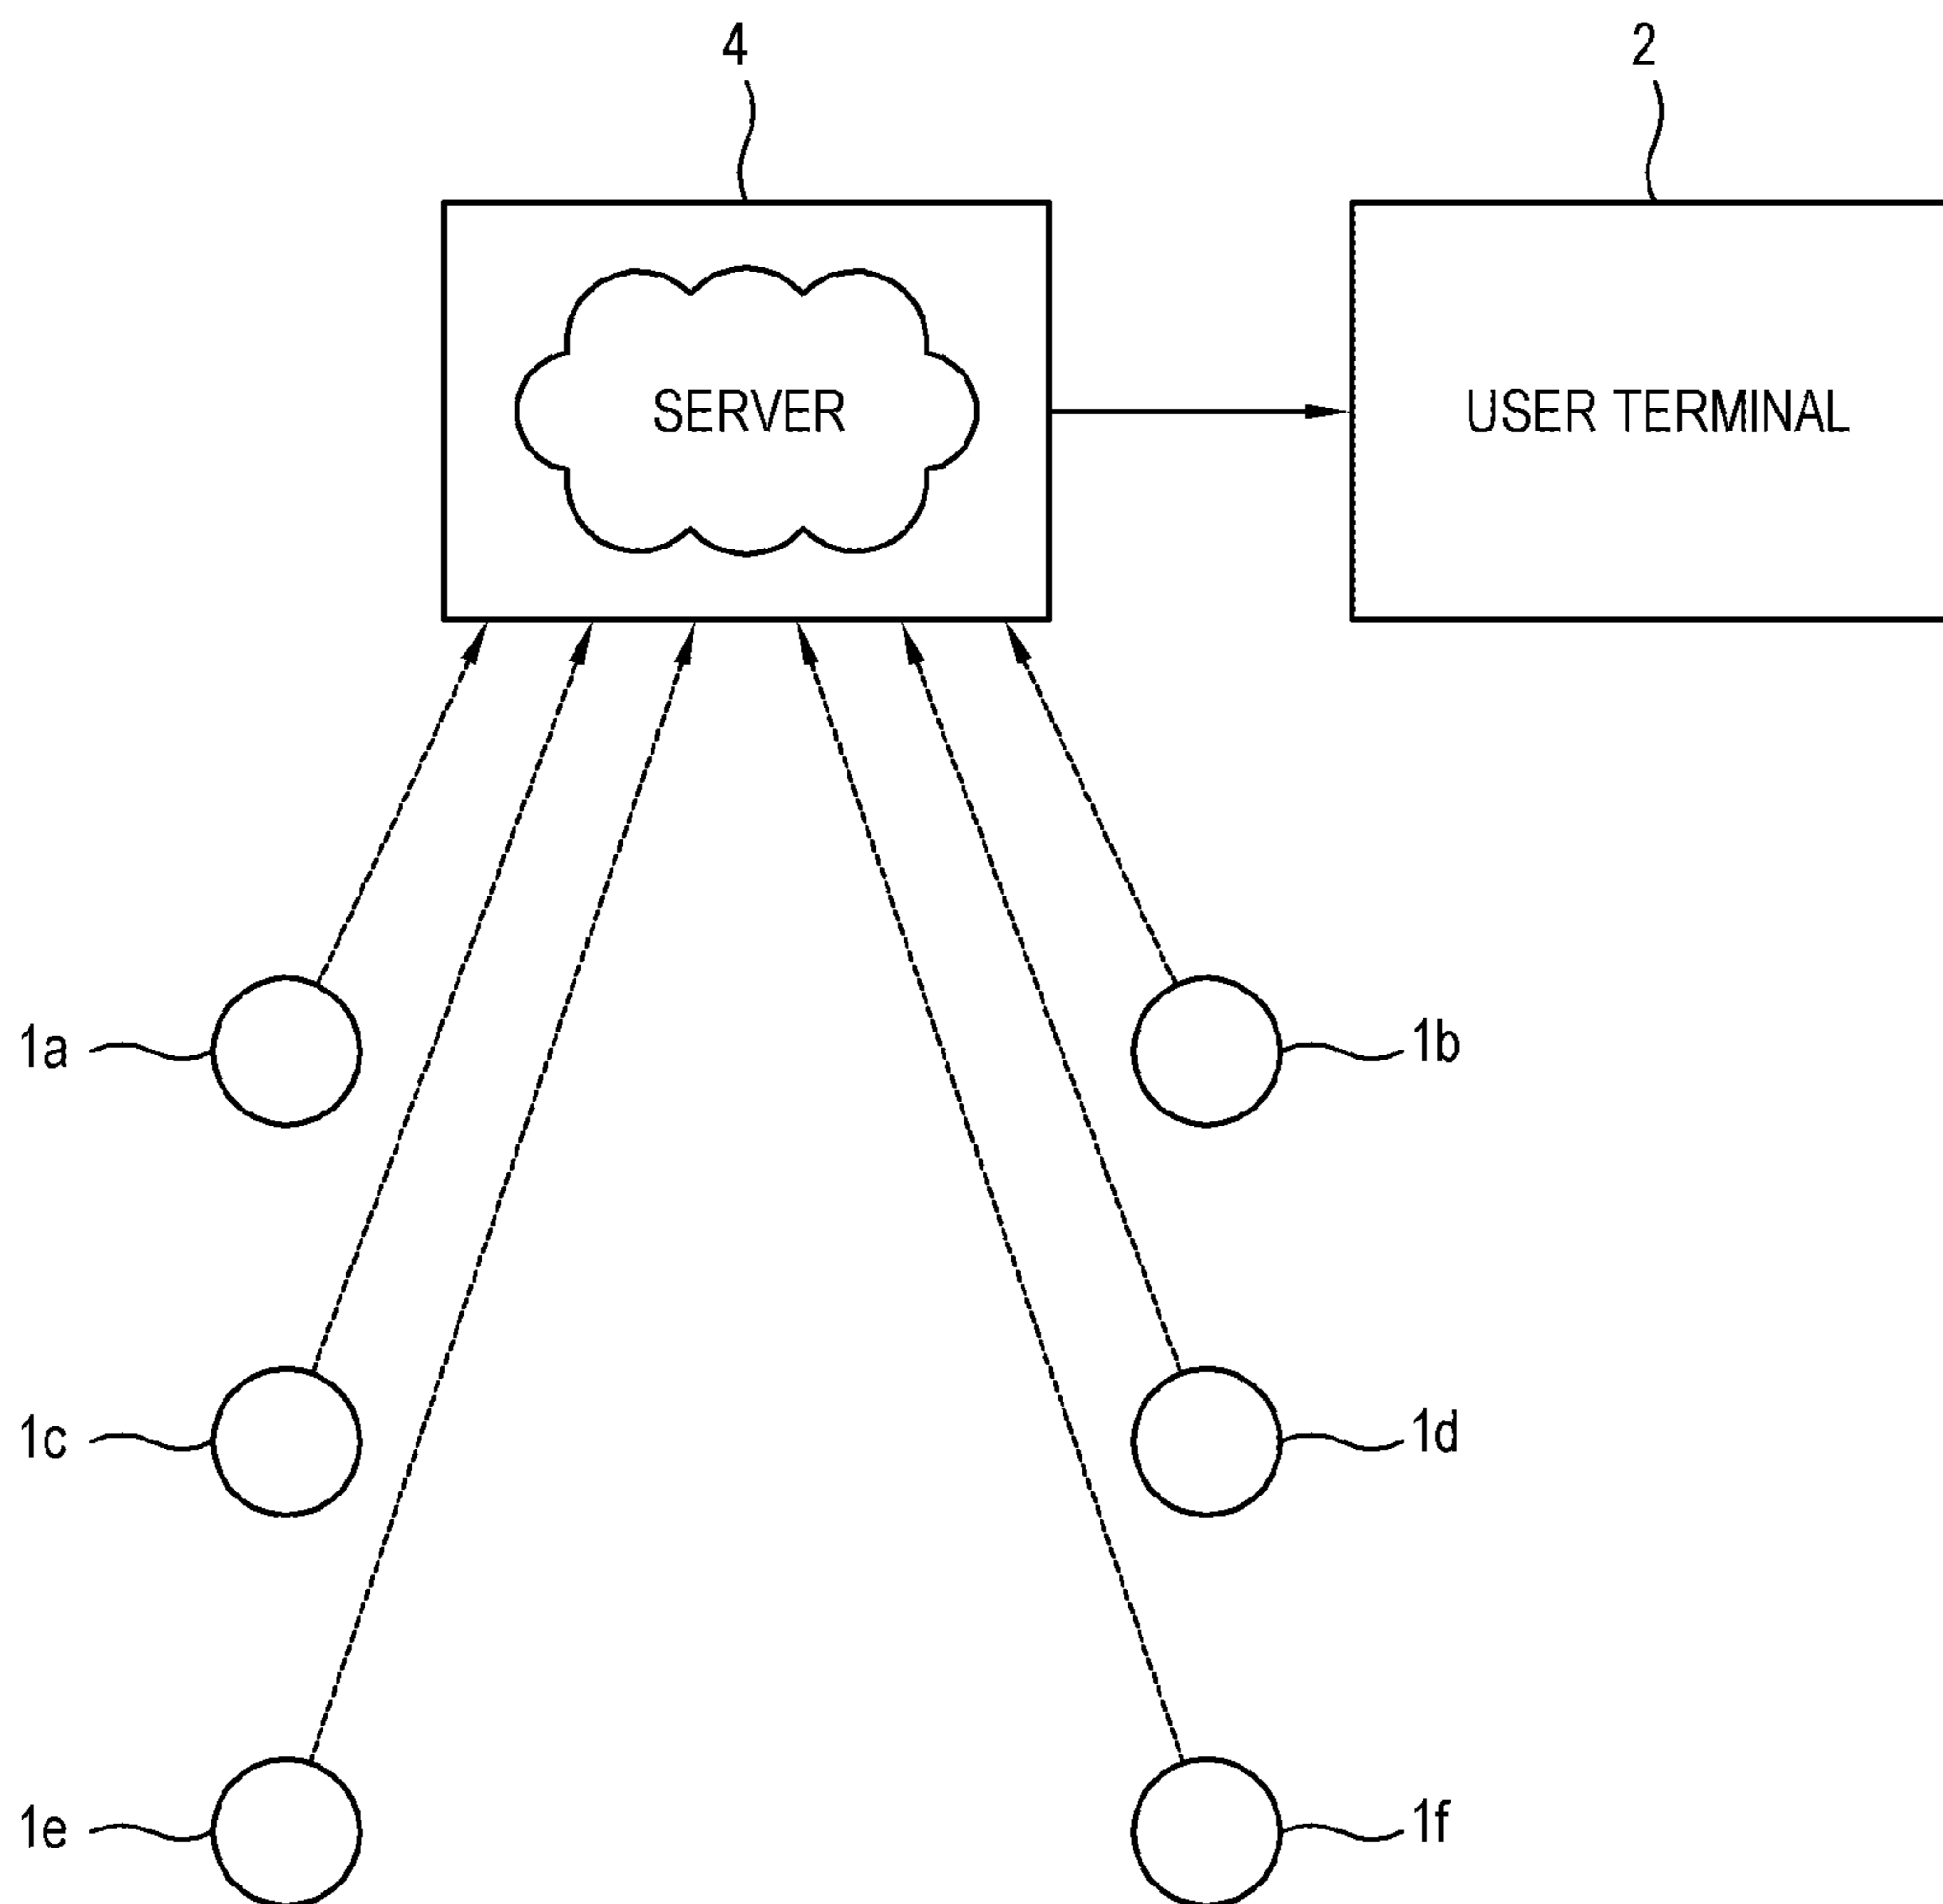 4
2
SERVER
USER TERMINAL
1a
1b
1c
1d
1e
1f